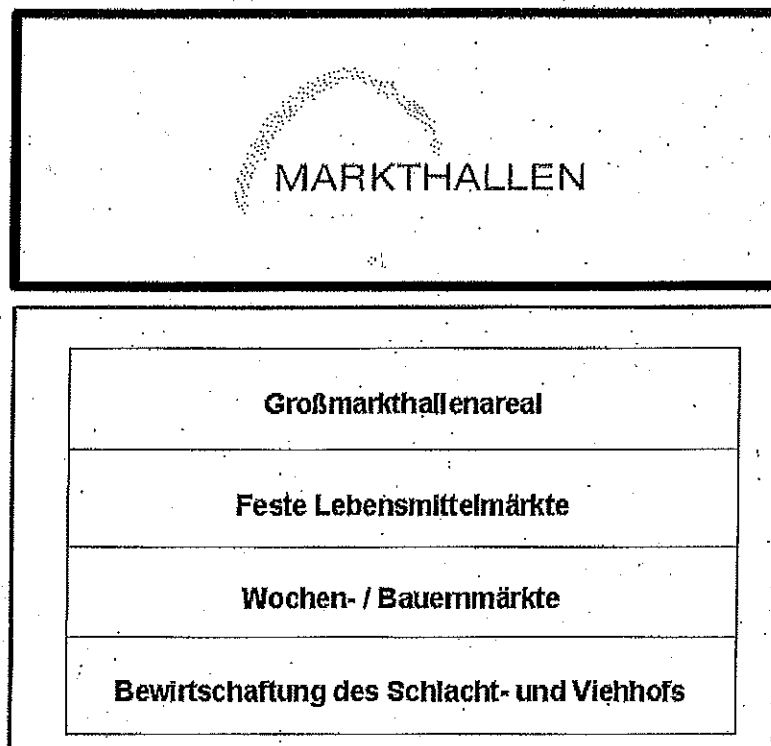 MARKTHALLEN
Großmarkthallenareal
Feste Lebensmittelmärkte
Wochen- / Bauernmärkte
Bewirtschaftung des Schlacht- und Viehhofs